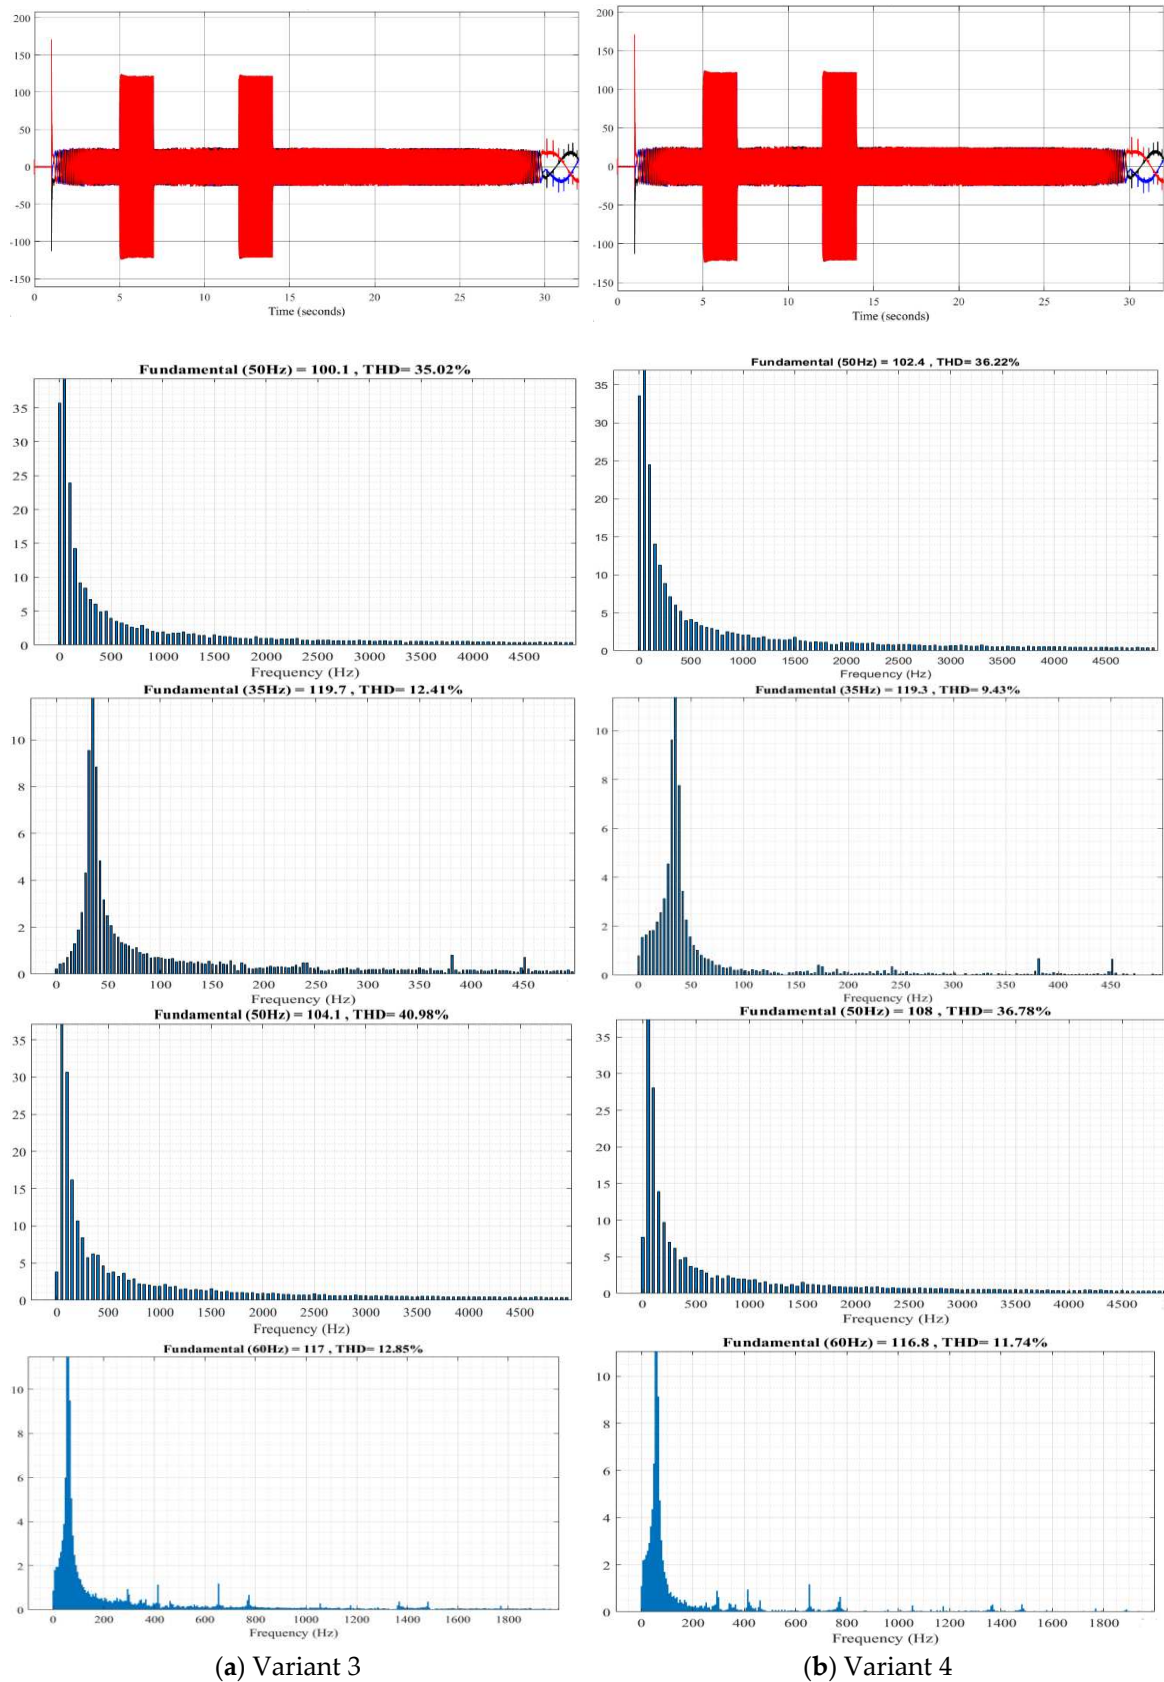 200
150
100
50
0
-50
-100
-150
0 5 10 15 20 25 30
Time (seconds)
200
150
100
50
0
-50
-100
-150
0 5 10 15 20 25 30
Time (seconds)
Fundamental (50Hz) = 100.1 , THD= 35.02%
35
30
25
20
15
10
5
0
0 500 1000 1500 2000 2500 3000 3500 4000 4500
Frequency (Hz)
Fundamental (50Hz) = 102.4 , THD= 36.22%
35
30
25
20
15
10
5
0
0 500 1000 1500 2000 2500 3000 3500 4000 4500
Frequency (Hz)
Fundamental (35Hz) = 119.7 , THD= 12.41%
10
8
6
4
2
0
0 50 100 150 200 250 300 350 400 450 500
Frequency (Hz)
Fundamental (35Hz) = 119.3 , THD= 9.43%
10
8
6
4
2
0
0 50 100 150 200 250 300 350 400 450
Frequency (Hz)
Fundamental (50Hz) = 104.1 , THD= 40.98%
35
30
25
20
15
10
5
0
0 500 1000 1500 2000 2500 3000 3500 4000 4500
Frequency (Hz)
Fundamental (50Hz) = 108 , THD= 36.78%
35
30
25
20
15
10
5
0
0 500 1000 1500 2000 2500 3000 3500 4000 4500
Frequency (Hz)
Fundamental (60Hz) = 117 , THD= 12.85%
10
8
6
4
2
0
0 200 400 600 800 1000 1200 1400 1600 1800
Frequency (Hz)
Fundamental (60Hz) = 116.8 , THD= 11.74%
10
8
6
4
2
0
0 200 400 600 800 1000 1200 1400 1600 1800
Frequency (Hz)
(a) Variant 3
(b) Variant 4